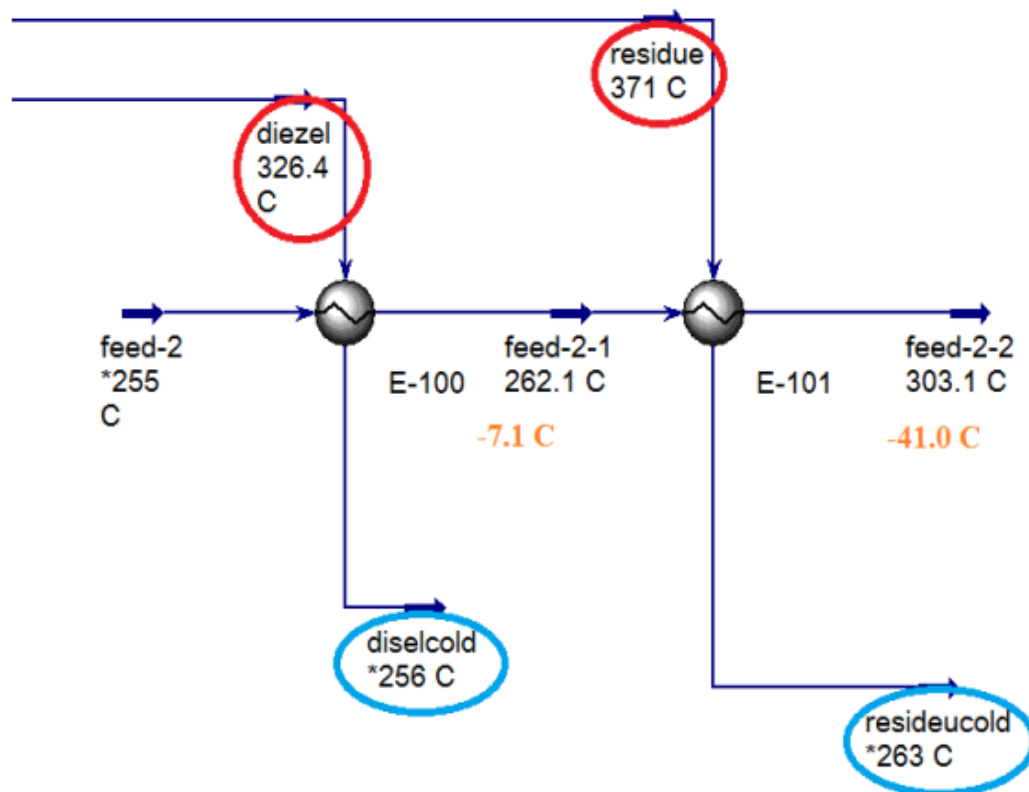 residue
371 C
diezel
326.4
C
feed-2
*255
C
E-100
feed-2-1
262.1 C
-7.1 C
E-101
feed-2-2
303.1 C
-41.0 C
diselcold
*256 C
resideucold
*263 C